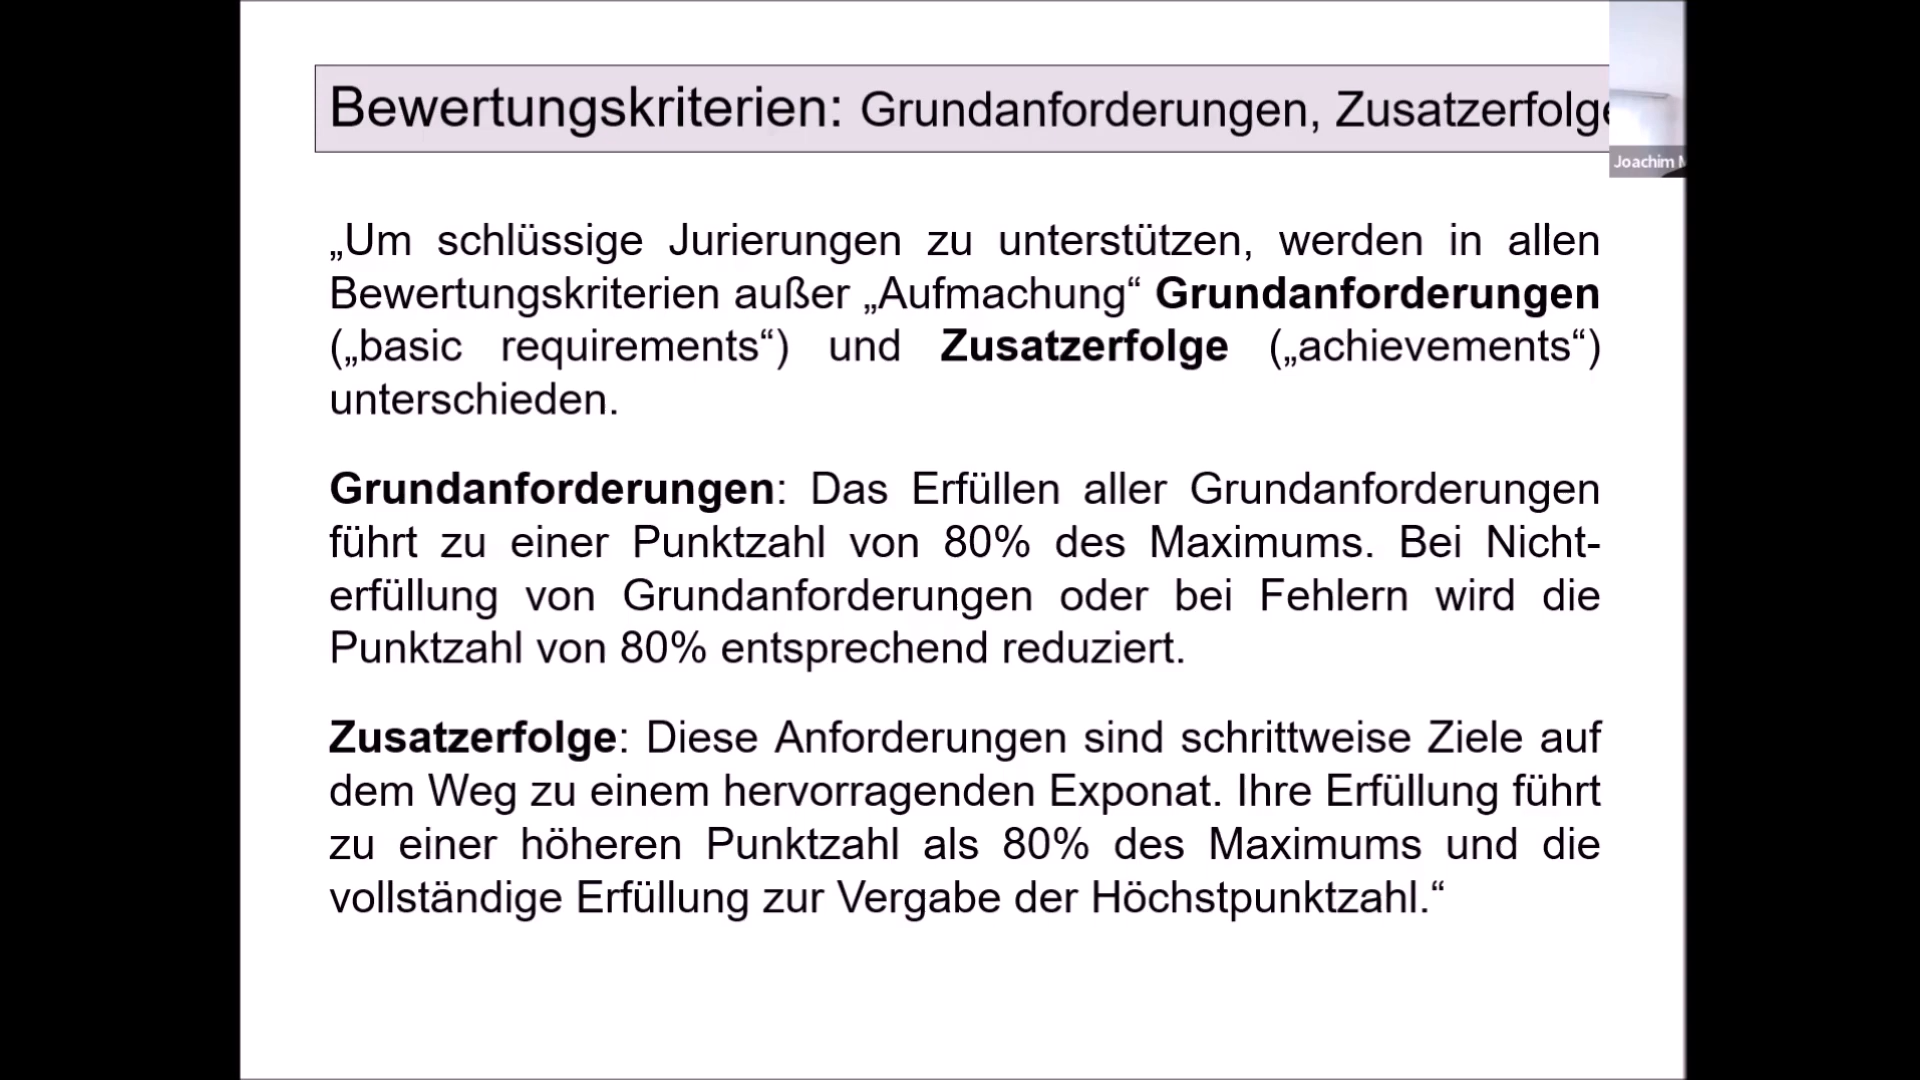 Bewertungskriterien: Grundanforderungen, Zusatzerfolge
Joachim M
„Um schlüssige Jurierungen zu unterstützen, werden in allen
Bewertungskriterien außer „Aufmachung“ Grundanforderungen
(„basic requirements“) und Zusatzerfolge („achievements“)
unterschieden.
Grundanforderungen: Das Erfüllen aller Grundanforderungen
führt zu einer Punktzahl von 80% des Maximums. Bei Nicht-
erfüllung von Grundanforderungen oder bei Fehlern wird die
Punktzahl von 80% entsprechend reduziert.
Zusatzerfolge: Diese Anforderungen sind schrittweise Ziele auf
dem Weg zu einem hervorragenden Exponat. Ihre Erfüllung führt
zu einer höheren Punktzahl als 80% des Maximums und die
vollständige Erfüllung zur Vergabe der Höchstpunktzahl.“